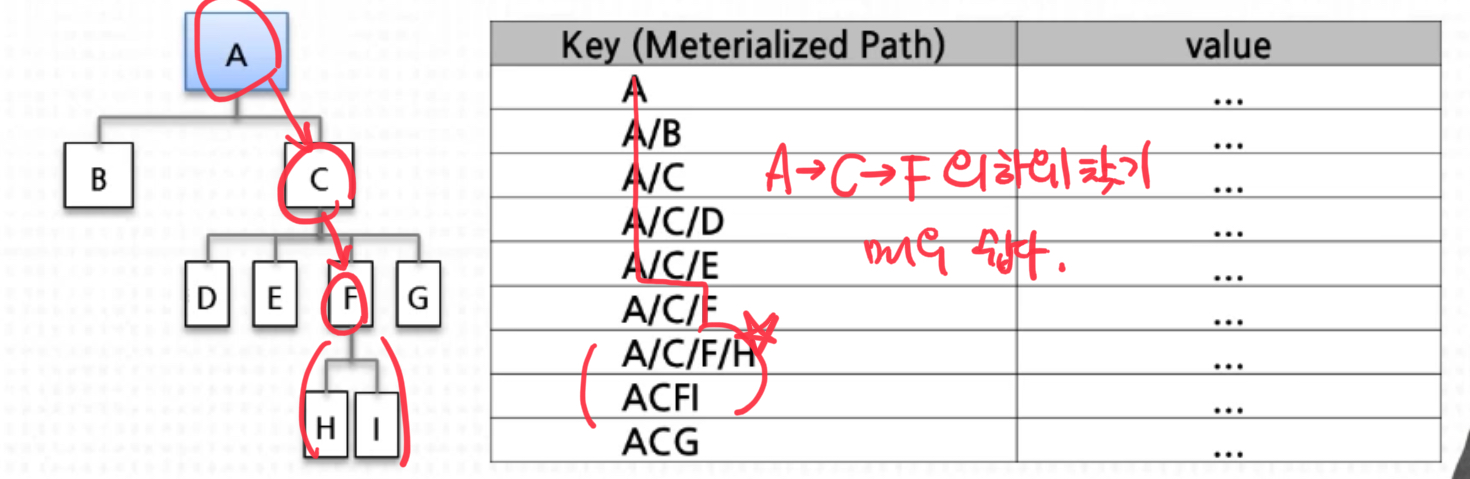 A
B
C
D
E
F
G
H
I
Key (Meterialized Path) value
A ...
A/B ...
A/C ...
A/C/D ...
A/C/E ...
A/C/F ...
A/C/F/H ...
ACFI ...
ACG ...
A→C→F 의 하위 찾기
매우 쉽다.